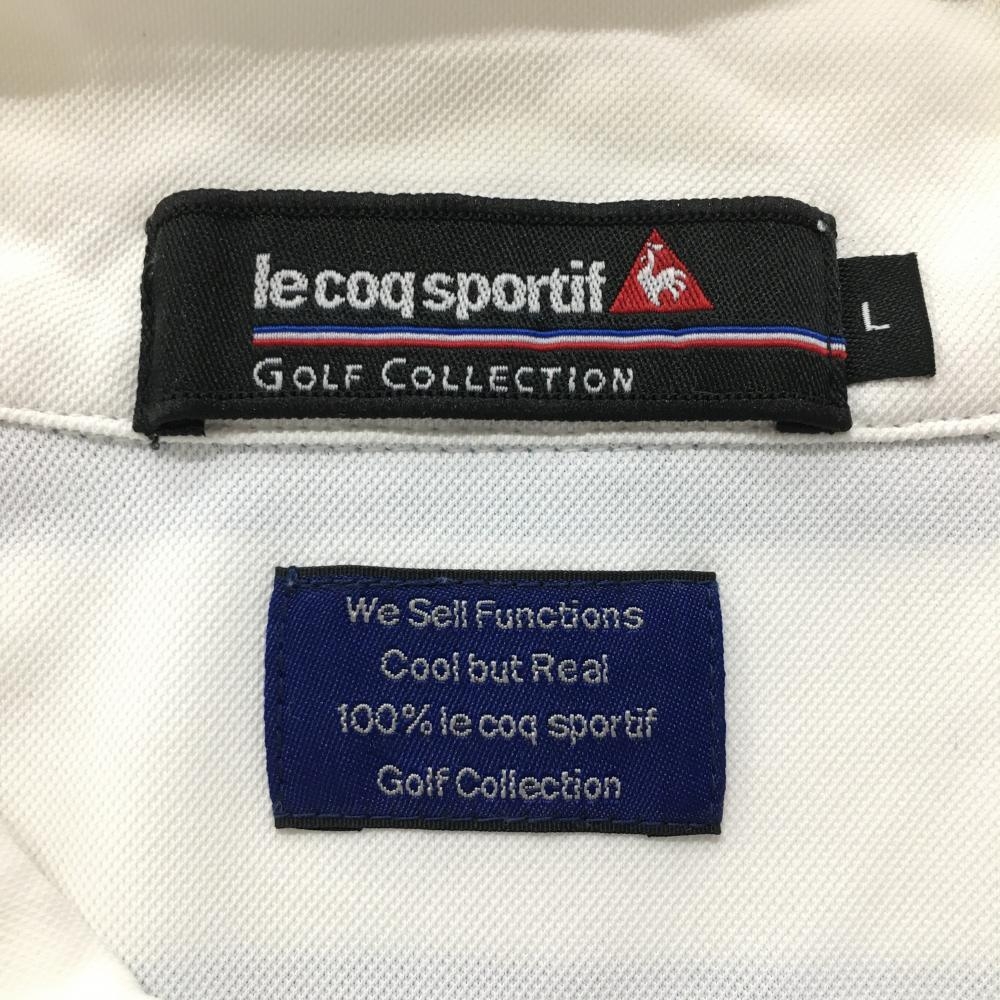 le coq sportif
GOLF COLLECTION
L
We Sell Functions
Cool but Real
100% le coq sportif
Golf Collection